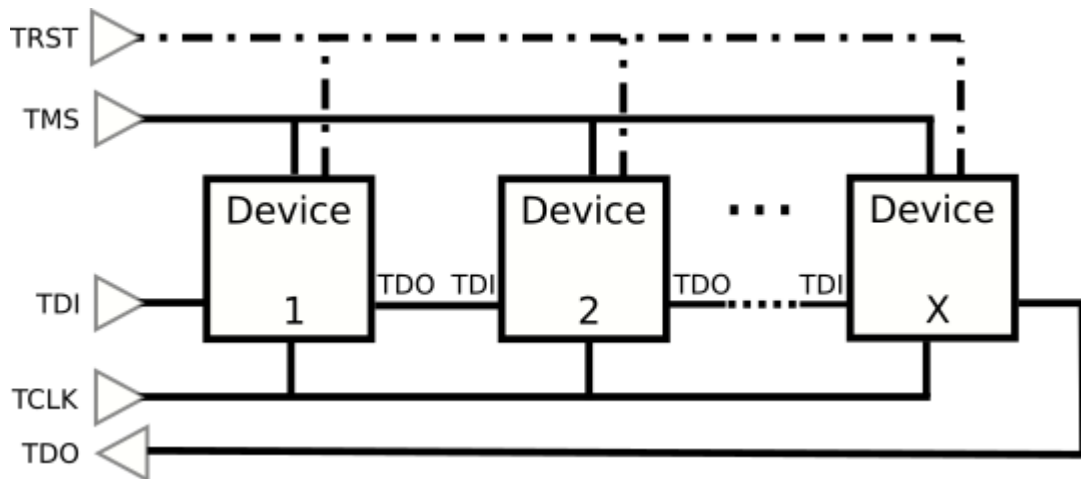 TRST
TMS
Device
Device
...
Device
TDI
TDO TDI
TDO
TDI
1
2
X
TCLK
TDO